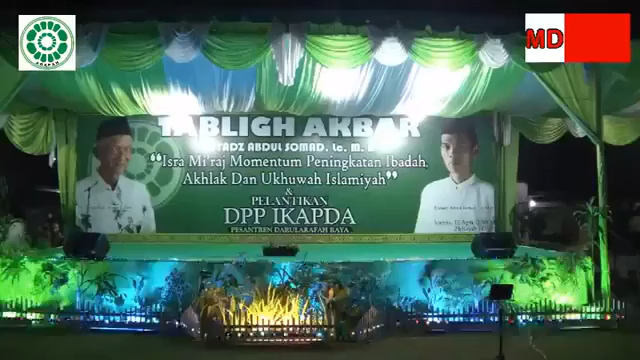 MD
TABLIGH AKBAR
USTADZ ABDUL SOMAD, Lc, M.
“Isra Mi'raj Momentum Peningkatan Ibadah,
Akhlak Dan Ukhuwah Islamiyah”
&
PELANTIKAN
DPP IKAPDA
PESANTREN DARULARAFAH RAYA